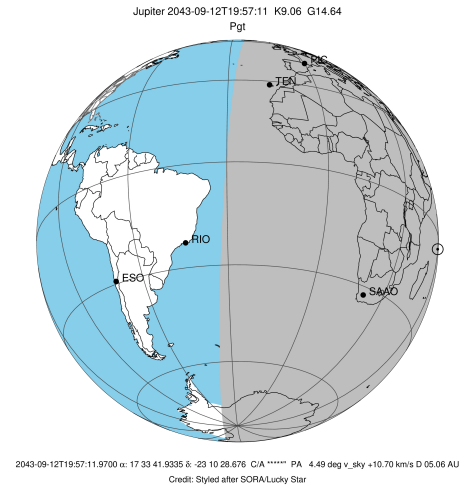 Jupiter 2043-09-12T19:57:11 K9.06 G14.64
Pgt
PIC
TEN
RIO
ESO
SAAO
2043-09-12T19:57:11.9700 α: 17 33 41.9335 δ: -23 10 28.676 C/A *****" PA 4.49 deg v_sky +10.70 km/s D 05.06 AU
Credit: Styled after SORA/Lucky Star